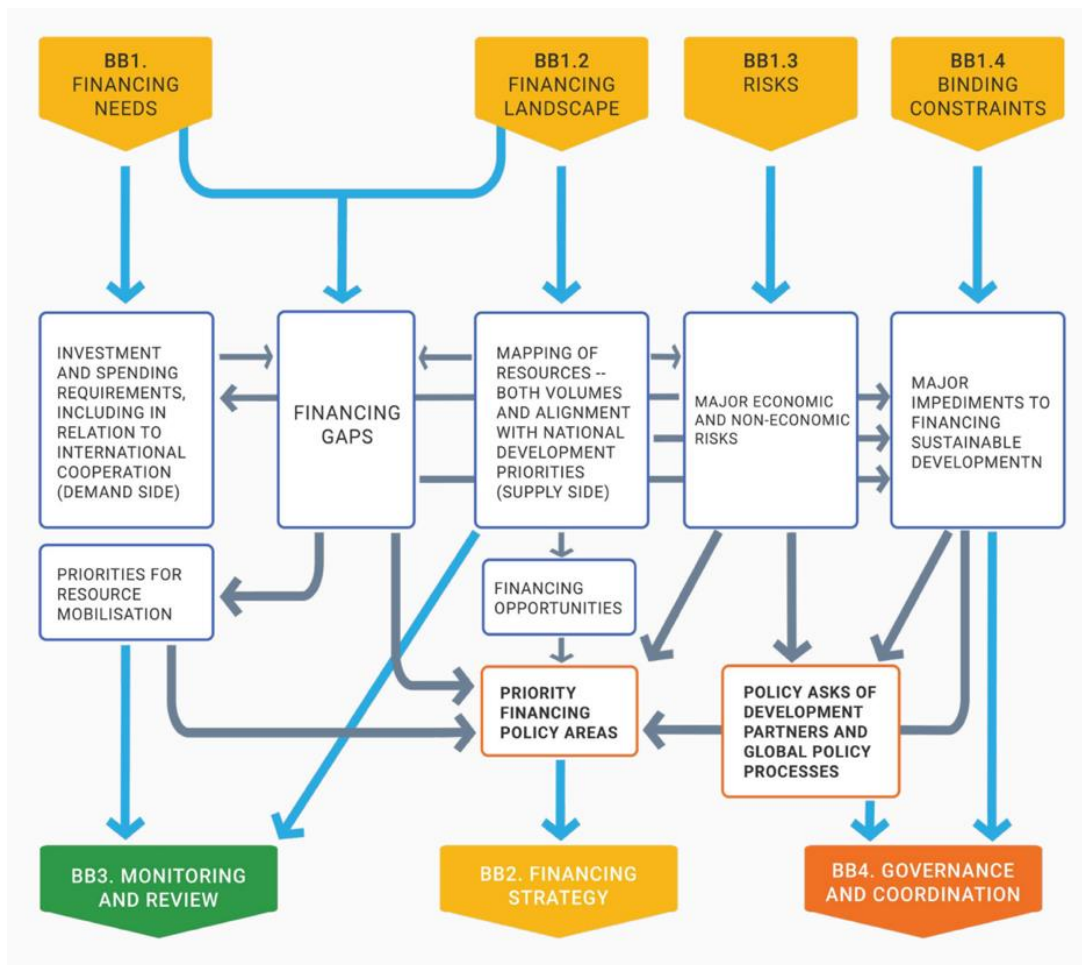 BB1.
FINANCING
NEEDS
BB1.2
FINANCING
LANDSCAPE
BB1.3
RISKS
BB1.4
BINDING
CONSTRAINTS
INVESTMENT
AND SPENDING
REQUIREMENTS,
INCLUDING IN
RELATION TO
INTERNATIONAL
COOPERATION
(DEMAND SIDE)
FINANCING
GAPS
MAPPING OF
RESOURCES --
BOTH VOLUMES
AND ALIGNMENT
WITH NATIONAL
DEVELOPMENT
PRIORITIES
(SUPPLY SIDE)
MAJOR ECONOMIC
AND NON-ECONOMIC
RISKS
MAJOR
IMPEDIMENTS TO
FINANCING
SUSTAINABLE
DEVELOPMENTN
PRIORITIES FOR
RESOURCE
MOBILISATION
FINANCING
OPPORTUNITIES
PRIORITY
FINANCING
POLICY AREAS
POLICY ASKS OF
DEVELOPMENT
PARTNERS AND
GLOBAL POLICY
PROCESSES
BB3. MONITORING
AND REVIEW
BB2. FINANCING
STRATEGY
BB4. GOVERNANCE
AND COORDINATION